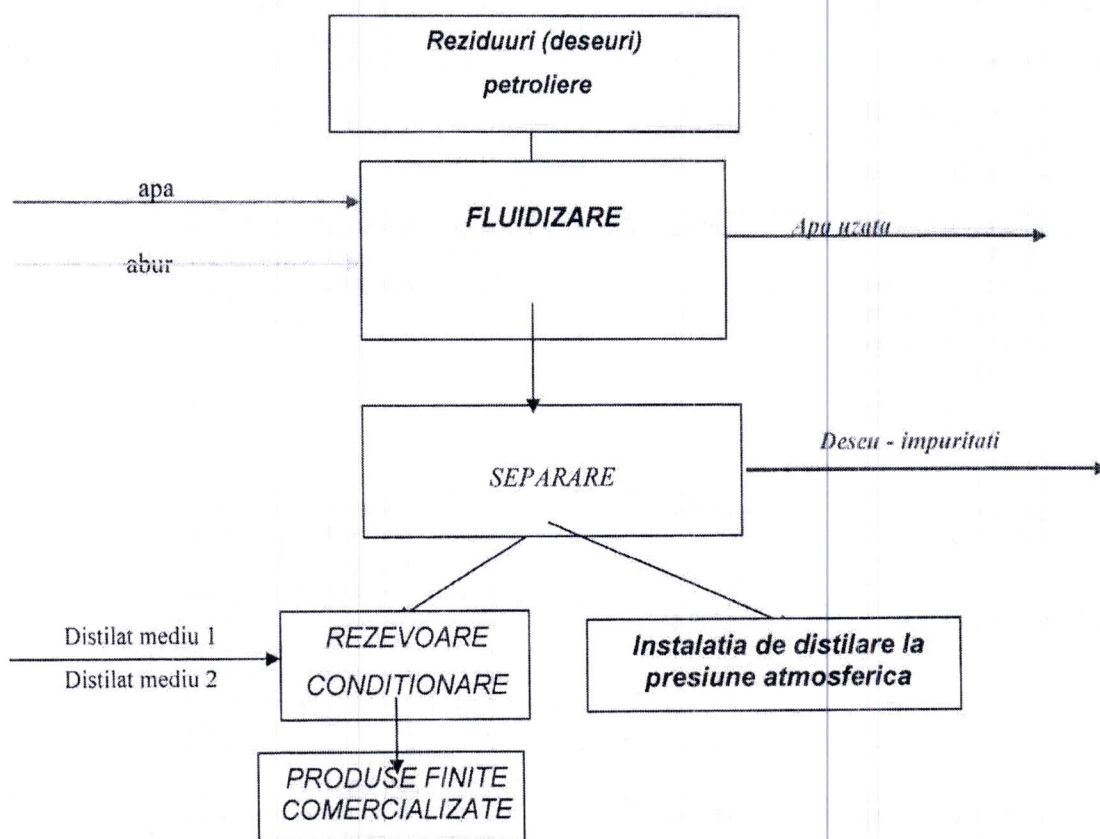 Reziduuri (deseuri)
petroliere
apa
FLUIDIZARE
Apa uzata
abur
Deseu - impuritati
SEPARARE
Distilat mediu 1
Distilat mediu 2
REZEVOARE
CONDITIONARE
Instalatia de distilare la
presiune atmosferica
PRODUSE FINITE
COMERCIALIZATE